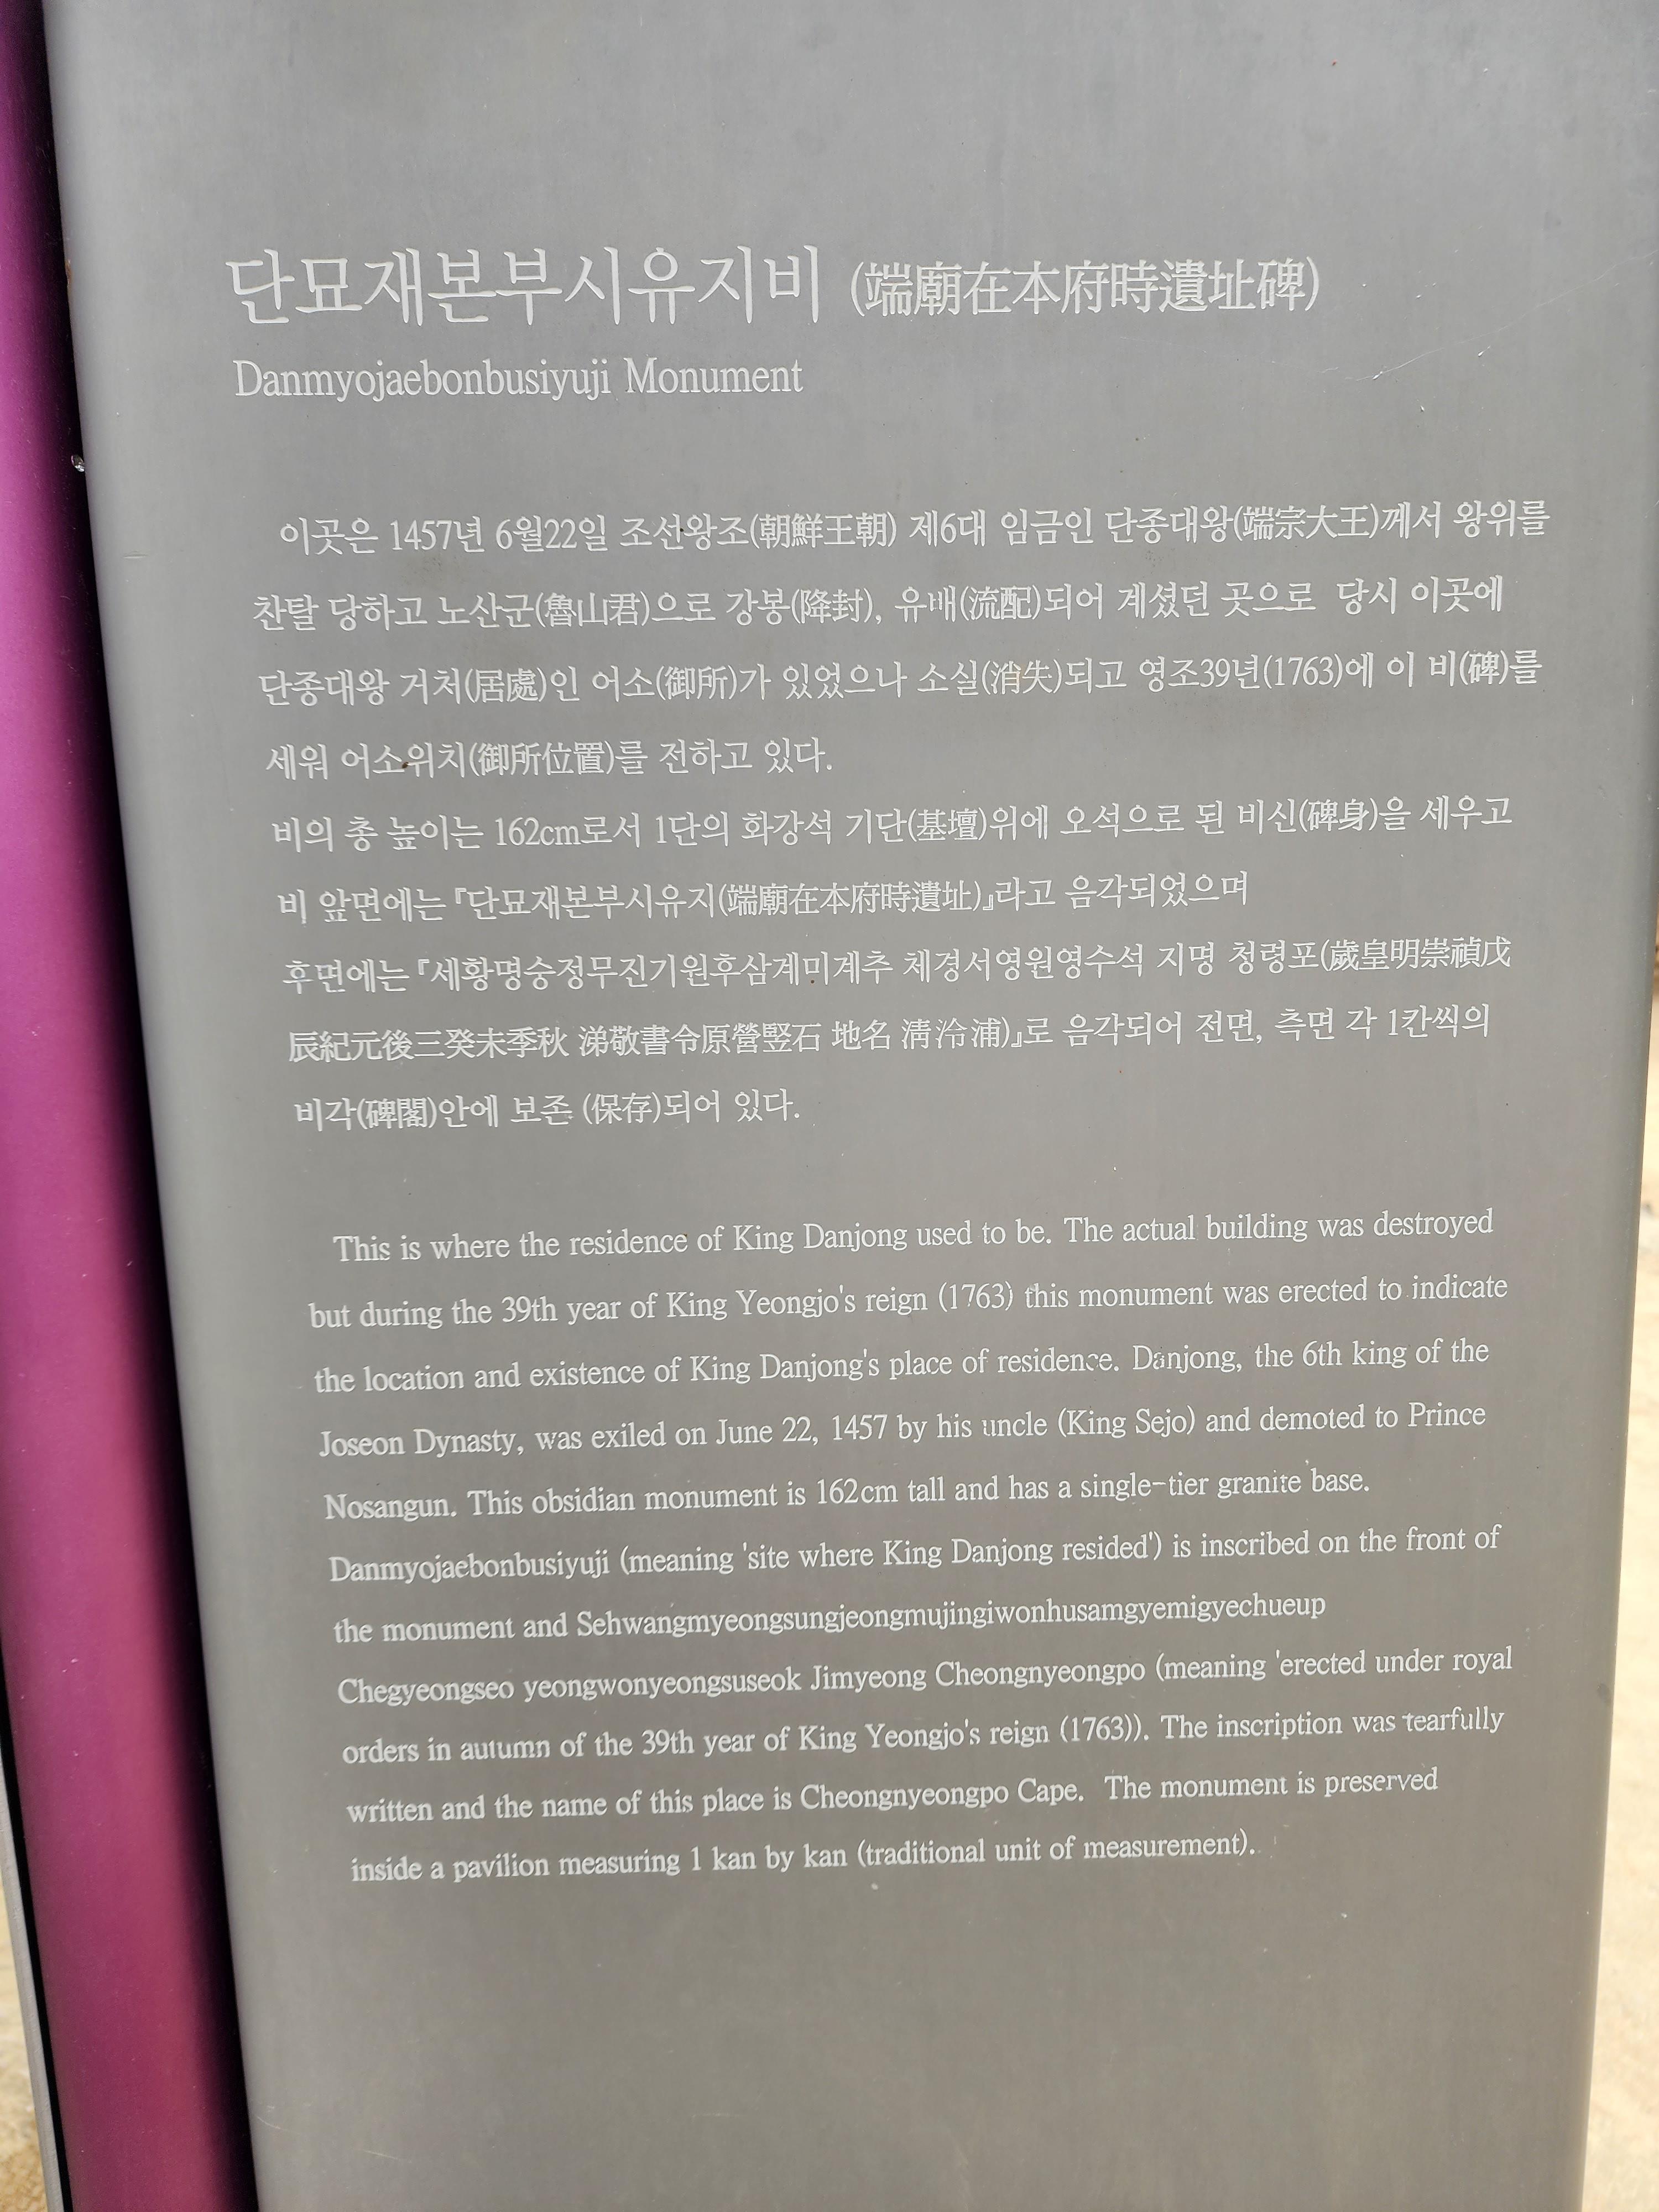 단묘재본부시유지비 (端廟在本府時遺址碑)
Danmyojaebonbusiyuji Monument
이곳은 1457년 6월22일 조선왕조(朝鮮王朝) 제6대 임금인 단종대왕(端宗大王)께서 왕위를
찬탈 당하고 노산군(魯山君)으로 강봉(降封), 유배(流配)되어 계셨던 곳으로 당시 이곳에
단종대왕 거처(居處)인 어소(御所)가 있었으나 소실(消失)되고 영조39년(1763)에 이 비(碑)를
세워 어소위치(御所位置)를 전하고 있다.
비의 총 높이는 162cm로서 1단의 화강석 기단(基壇)위에 오석으로 된 비신(碑身)을 세우고
비 앞면에는『단묘재본부시유지(端廟在本府時遺址)』라고 음각되었으며
후면에는『세황명숭정무진기원후삼계미계추 체경서영원영수석 지명 청령포(歲皇明崇禎戊
辰紀元後三癸未季秋 涕敬書令原營竪石 地名 淸泠浦)』로 음각되어 전면, 측면 각 1칸씩의
비각(碑閣)안에 보존 (保存)되어 있다.
This is where the residence of King Danjong used to be. The actual building was destroyed
but during the 39th year of King Yeongjo's reign (1763) this monument was erected to indicate
the location and existence of King Danjong's place of residence. Danjong, the 6th king of the
Joseon Dynasty, was exiled on June 22, 1457 by his uncle (King Sejo) and demoted to Prince
Nosangun. This obsidian monument is 162cm tall and has a single-tier granite base.
Danmyojaebonbusiyuji (meaning 'site where King Danjong resided') is inscribed on the front of
the monument and Sehwangmyeongsungjeongmujingiwonhusamgyemigyechueup
Chegyeongseo yeongwonyeongsuseok Jimyeong Cheongnyeongpo (meaning 'erected under royal
orders in autumn of the 39th year of King Yeongjo's reign (1763)). The inscription was tearfully
written and the name of this place is Cheongnyeongpo Cape. The monument is preserved
inside a pavilion measuring 1 kan by kan (traditional unit of measurement).